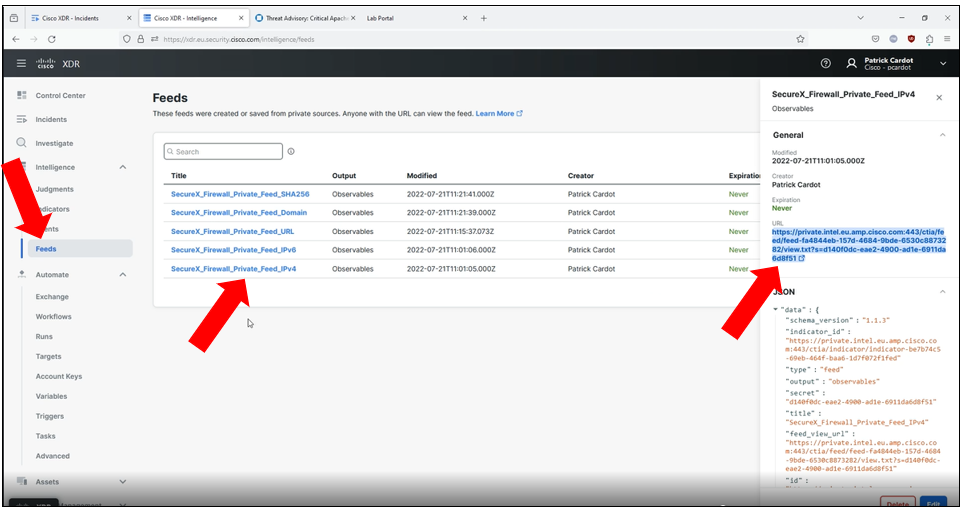 Cisco XDR - Incidents
Cisco XDR - Intelligence
Threat Advisory: Critical Apach
Lab Portal
https://xdr.eu.security.cisco.com/intelligence/feeds
cisco XDR
Patrick Cardot
Cisco - pcardot
Control Center
Incidents
Investigate
Intelligence
Judgments
dicators
ents
Feeds
Automate
Exchange
Workflows
Runs
Targets
Account Keys
Variables
Triggers
Tasks
Advanced
Assets
Feeds
These feeds were created or saved from private sources. Anyone with the URL can view the feed. Learn More
Search
Title Output Modified Creator Expiration
SecureX_Firewall_Private_Feed_SHA256 Observables 2022-07-21T11:21:41.000Z Patrick Cardot Never
SecureX_Firewall_Private_Feed_Domain Observables 2022-07-21T11:21:39.000Z Patrick Cardot Never
SecureX_Firewall_Private_Feed_URL Observables 2022-07-21T11:15:37.073Z Patrick Cardot Never
SecureX_Firewall_Private_Feed_IPv6 Observables 2022-07-21T11:01:06.000Z Patrick Cardot Never
SecureX_Firewall_Private_Feed_IPv4 Observables 2022-07-21T11:01:05.000Z Patrick Cardot Never
SecureX_Firewall_Private_Feed_IPv4
Observables
General
Modified
2022-07-21T11:01:05.000Z
Creator
Patrick Cardot
Expiration
Never
URL
https://private.intel.eu.amp.cisco.com:443/ctia/fe
ed/feed-fa4844eb-157d-4684-9bde-6530c88732
82/view.txt?s=d140f0dc-eae2-4900-ad1e-6911da
6d8f51
JSON
"data" : {
"schema_version" : "1.1.3"
"indicator_id" :
"https://private.intel.eu.amp.cisco.co
m:443/ctia/indicator/indicator-be7b74c5
-69eb-464f-baa6-1d7f072f1fed"
"type" : "feed"
"output" : "observables"
"secret" :
"d140f0dc-eae2-4900-ad1e-6911da6d8f51"
"title" :
"SecureX_Firewall_Private_Feed_IPv4"
"feed_view_url" :
"https://private.intel.eu.amp.cisco.co
m:443/ctia/feed/feed-fa4844eb-157d-4684
-9bde-6530c8873282/view.txt?s=d140f0dc-
eae2-4900-ad1e-6911da6d8f51"
"id" :
Delete
Edit